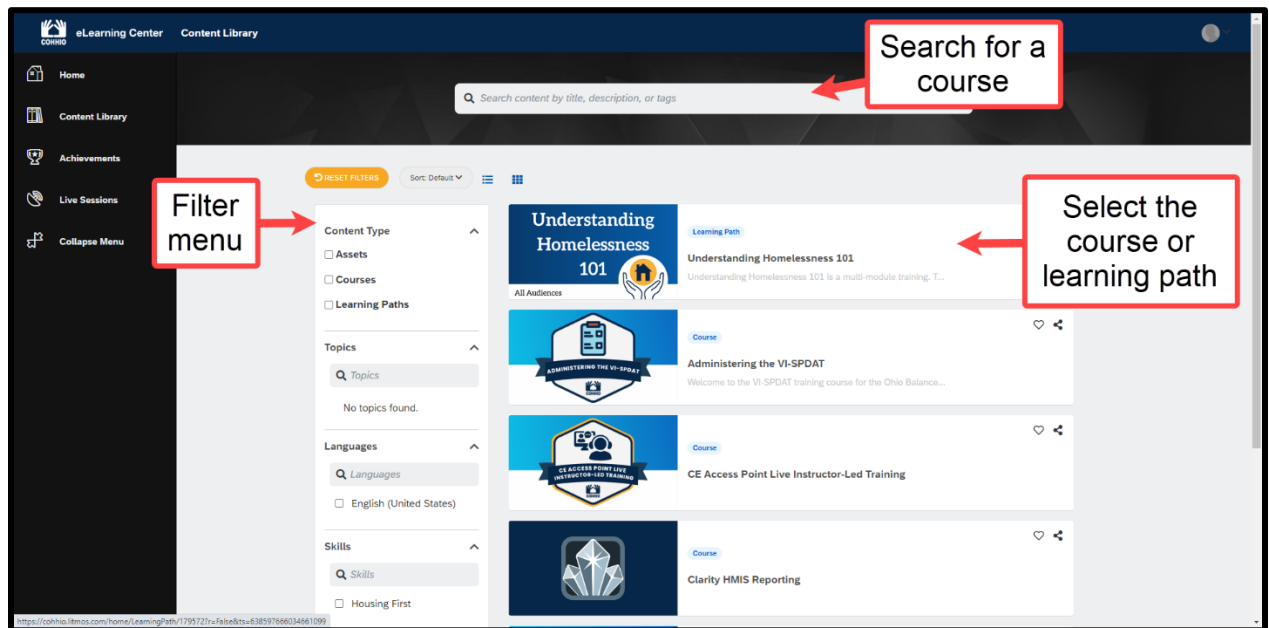 COHHIO
eLearning Center
Content Library
Home
Content Library
Achievements
Live Sessions
Collapse Menu
Search content by title, description, or tags
Search for a
course
RESET FILTERS
Sort: Default
Filter
menu
Content Type
Assets
Courses
Learning Paths
Topics
Topics
No topics found.
Languages
Languages
English (United States)
Skills
Skills
Housing First
Understanding
Homelessness
101
All Audiences
Learning Path
Understanding Homelessness 101
Understanding Homelessness 101 is a multi-module training. T...
Select the
course or
learning path
ADMINISTERING THE VI-SPDAT
COHHIO
Course
Administering the VI-SPDAT
Welcome to the VI-SPDAT training course for the Ohio Balance...
CE ACCESS POINT LIVE
INSTRUCTOR-LED TRAINING
COHHIO
Course
CE Access Point Live Instructor-Led Training
Course
Clarity HMIS Reporting
https://cohhio.litmos.com/home/LearningPath/179572?r=False&ts=638597666034661099